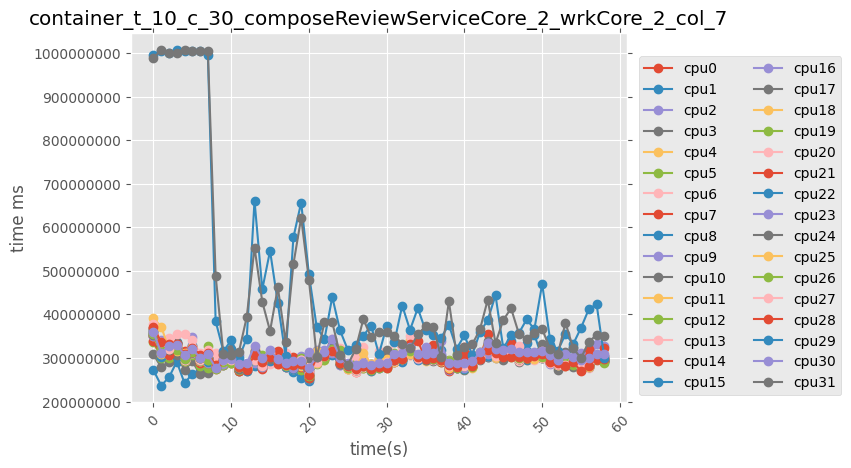 container_t_10_c_30_composeReviewServiceCore_2_wrkCore_2_col_7
1000000000
900000000
800000000
700000000
600000000
500000000
400000000
300000000
200000000
time ms
0
10
20
30
40
50
60
time(s)
cpu0
cpu1
cpu2
cpu3
cpu4
cpu5
cpu6
cpu7
cpu8
cpu9
cpu10
cpu11
cpu12
cpu13
cpu14
cpu15
cpu16
cpu17
cpu18
cpu19
cpu20
cpu21
cpu22
cpu23
cpu24
cpu25
cpu26
cpu27
cpu28
cpu29
cpu30
cpu31